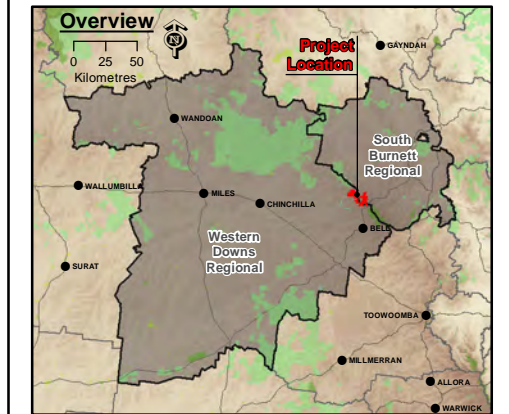 Overview
N
0 25 50
Kilometres
Project
Location
GAYNDAH
WANDOAN
South
Burnett
Regional
WALLUMBILLA
MILES
CHINCHILLA
BELL
Western
Downs
Regional
SURAT
TOOWOOMBA
MILLMERRAN
ALLORA
WARWICK